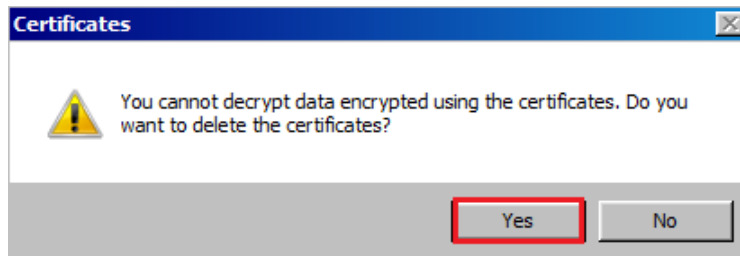 Certificates
You cannot decrypt data encrypted using the certificates. Do you
want to delete the certificates?
Yes No